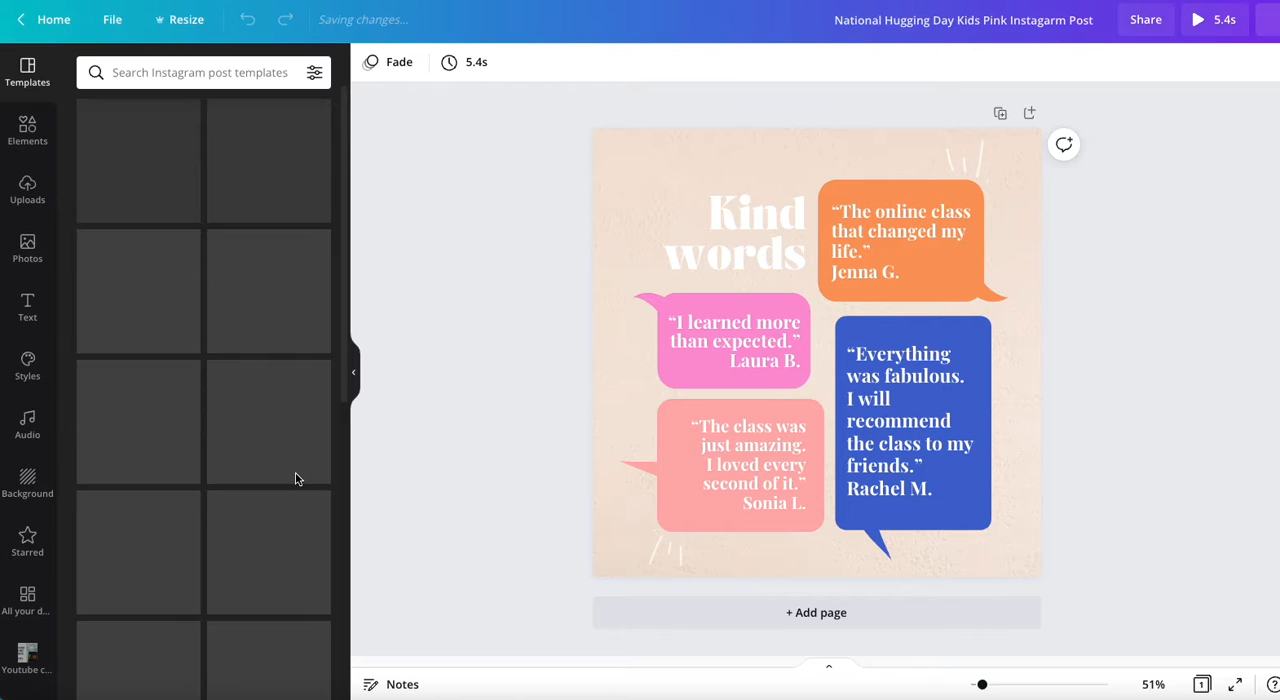 Home
File
Resize
Saving changes…
National Hugging Day Kids Pink Instagarm Post
Share
5.4s
Templates
Elements
Uploads
Photos
Text
Styles
Audio
Background
Starred
All your d…
Youtube c…
Search Instagram post templates
Fade
5.4s
Kind
words
“The online class
that changed my
life.”
Jenna G.
“I learned more
than expected.”
Laura B.
“Everything
was fabulous.
I will
recommend
the class to my
friends.”
Rachel M.
“The class was
just amazing.
I loved every
second of it.”
Sonia L.
+ Add page
Notes
51%
1
?